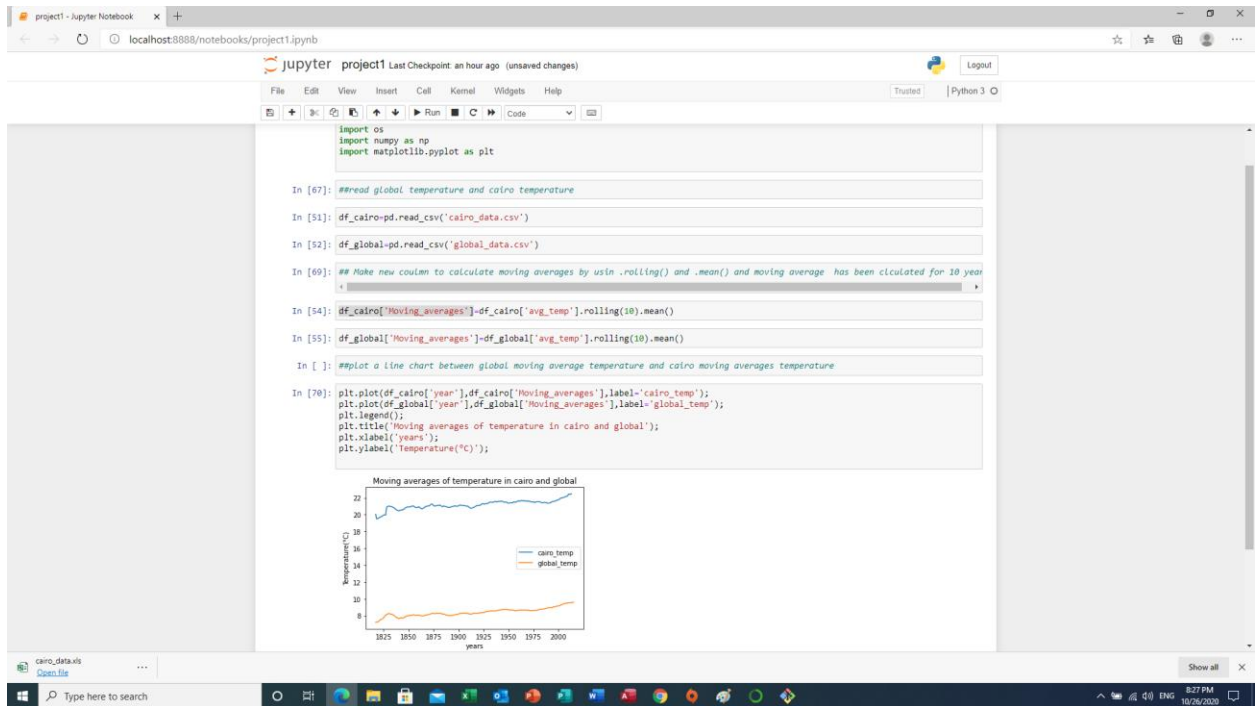 project1 - Jupyter Notebook
localhost:8888/notebooks/project1.ipynb
jupyter project1 Last Checkpoint: an hour ago (unsaved changes)
Logout
File Edit View Insert Cell Kernel Widgets Help
Trusted Python 3
Run Code
import os
import numpy as np
import matplotlib.pyplot as plt
In [67]: ##read global temperature and cairo temperature
In [51]: df_cairo=pd.read_csv('cairo_data.csv')
In [52]: df_global=pd.read_csv('global_data.csv')
In [69]: ## Make new coulmn to calculate moving averages by usin .rolling() and .mean() and moving average has been clculated for 10 year
In [54]: df_cairo['Moving_averages']=df_cairo['avg_temp'].rolling(10).mean()
In [55]: df_global['Moving_averages']=df_global['avg_temp'].rolling(10).mean()
In [ ]: ##plot a line chart between global moving average temperature and cairo moving averages temperature
In [70]: plt.plot(df_cairo['year'],df_cairo['Moving_averages'],label='cairo_temp');
plt.plot(df_global['year'],df_global['Moving_averages'],label='global_temp');
plt.legend();
plt.title('Moving averages of temperature in cairo and global');
plt.xlabel('years');
plt.ylabel('Temperature(°C)');
Moving averages of temperature in cairo and global
Temperature(°C)
22
20
18
16
14
12
10
8
cairo_temp
global_temp
1825 1850 1875 1900 1925 1950 1975 2000
years
cairo_data.xls
Open file
Show all
Type here to search
ENG
8:27 PM
10/26/2020